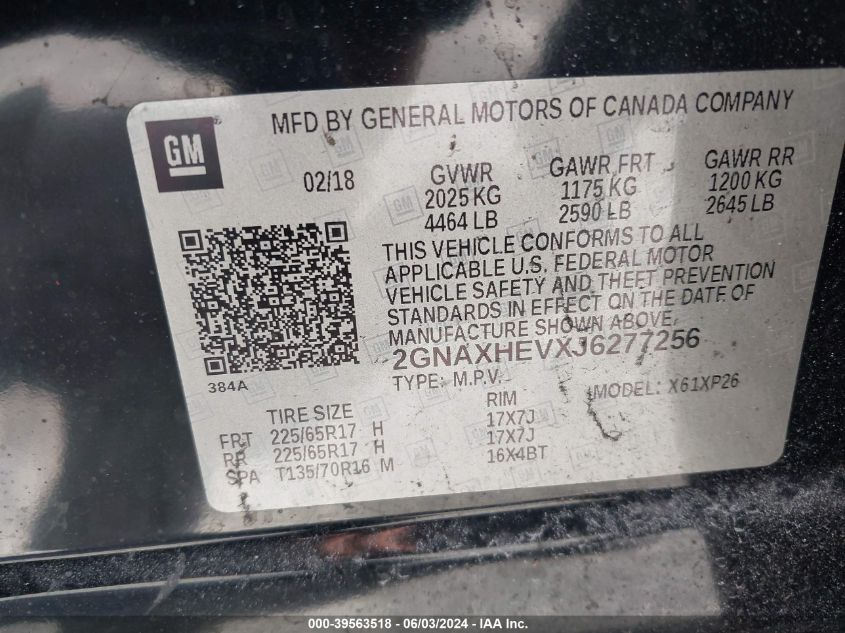 MFD BY GENERAL MOTORS OF CANADA COMPANY
GM ®
02/18
GVWR
2025 KG
4464 LB
GAWR FRT
1175 KG
2590 LB
GAWR RR
1200 KG
2645 LB
THIS VEHICLE CONFORMS TO ALL
APPLICABLE U.S. FEDERAL MOTOR
VEHICLE SAFETY AND THEFT PREVENTION
STANDARDS IN EFFECT ON THE DATE OF
MANUFACTURE SHOWN ABOVE.
2GNAXHEVXJ6277256
384A
TYPE: M.P.V.
MODEL: X61XP26
TIRE SIZE
RIM
FRT 225/65R17 H 17X7J
RR 225/65R17 H 17X7J
SPA T135/70R16 M 16X4BT
000-39563518 - 06/03/2024 - IAA Inc.